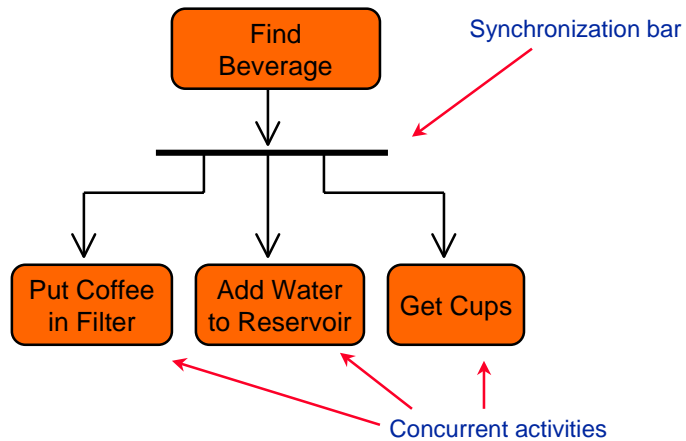 Find
Beverage
Synchronization bar
Put Coffee
in Filter
Add Water
to Reservoir
Get Cups
Concurrent activities